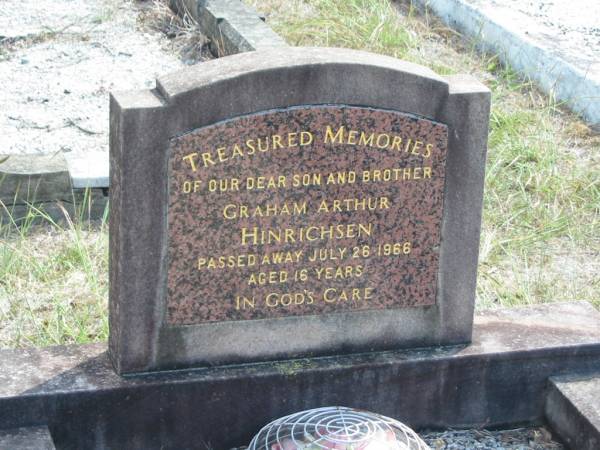 Treasured Memories
OF OUR DEAR SON AND BROTHER
Graham Arthur
Hinrichsen
PASSED AWAY JULY 26 1966
AGED 16 YEARS
In God's Care